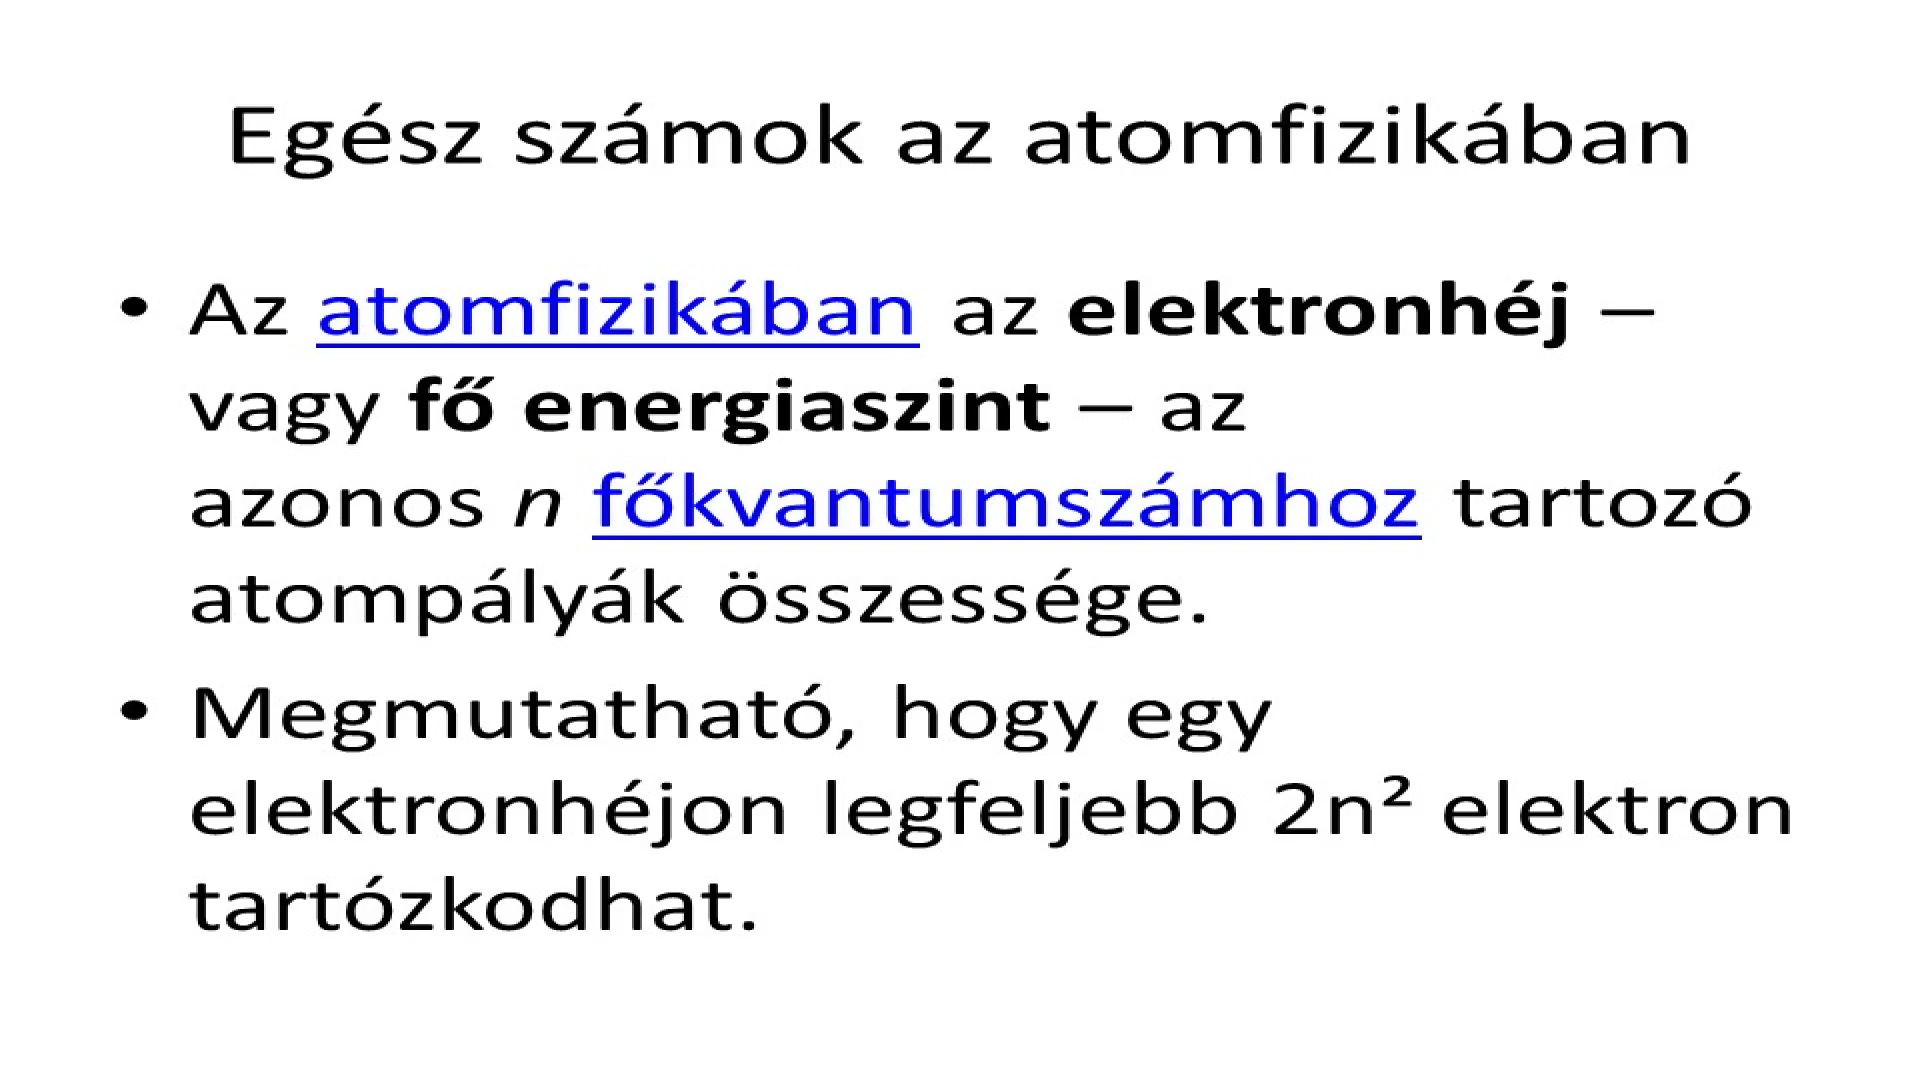 Egész számok az atomfizikában
• Az atomfizikában az elektronhéj –
vagy fő energiaszint – az
azonos n főkvantumszámhoz tartozó
atompályák összessége.
• Megmutatható, hogy egy
elektronhéjon legfeljebb 2n² elektron
tartózkodhat.